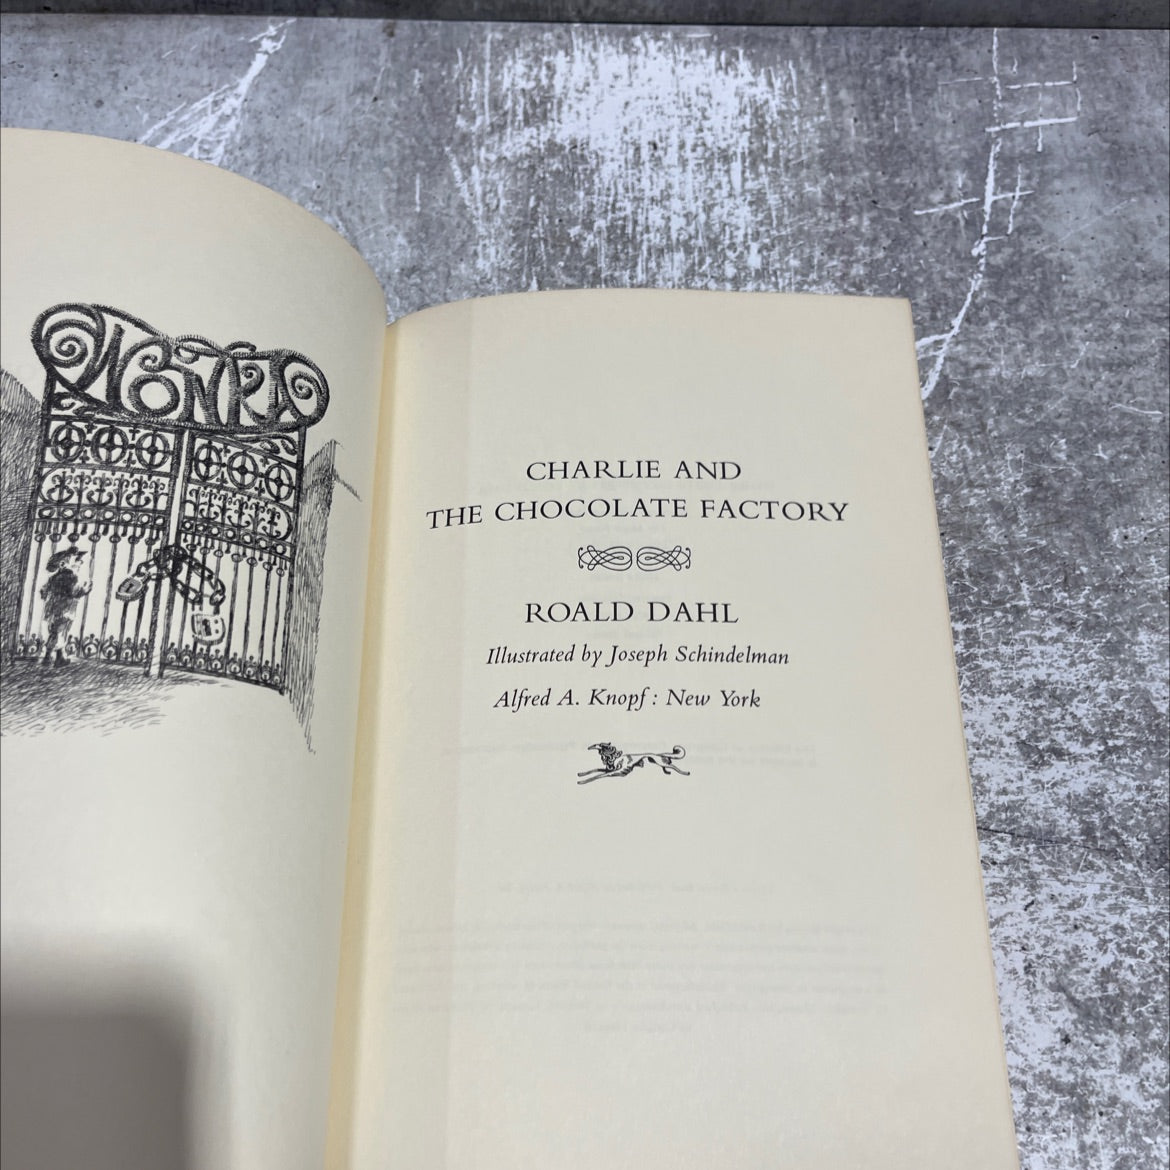 WONKA
CHARLIE AND
THE CHOCOLATE FACTORY
ROALD DAHL
Illustrated by Joseph Schindelman
Alfred A. Knopf : New York